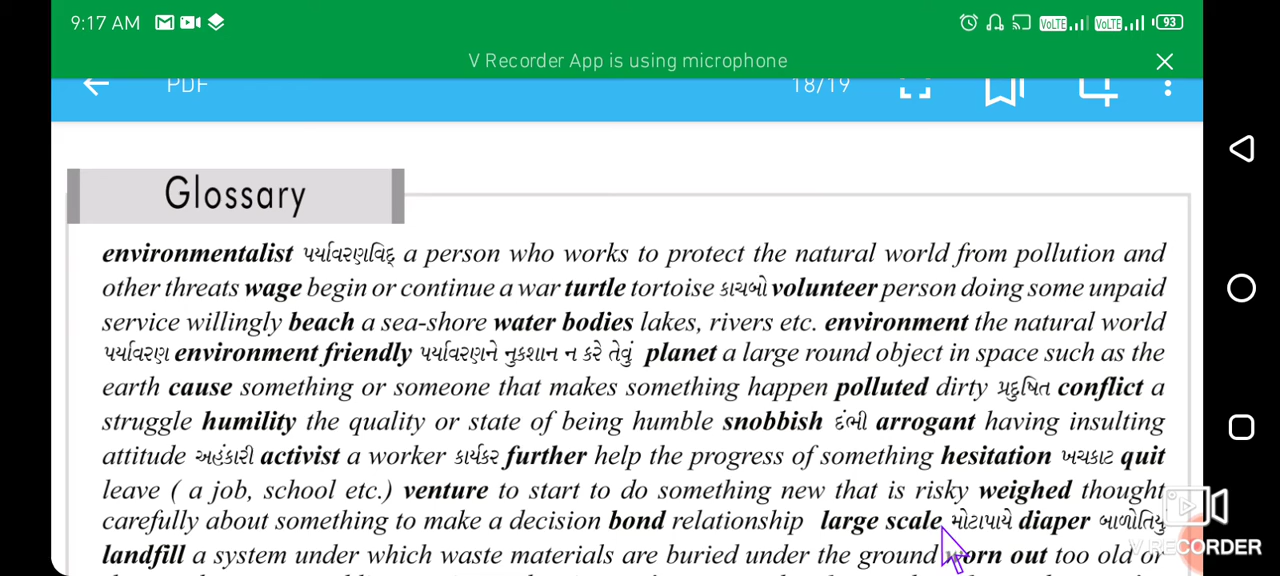 9:17 AM VoLTE VoLTE 93
V Recorder App is using microphone
PDF 18/19
Glossary
environmentalist પર્યાવરણવિદ્ a person who works to protect the natural world from pollution and
other threats wage begin or continue a war turtle tortoise કાચબો volunteer person doing some unpaid
service willingly beach a sea-shore water bodies lakes, rivers etc. environment the natural world
પર્યાવરણ environment friendly પર્યાવરણને નુકશાન ન કરે તેવું planet a large round object in space such as the
earth cause something or someone that makes something happen polluted dirty પ્રદુષિત conflict a
struggle humility the quality or state of being humble snobbish દંભી arrogant having insulting
attitude અહંકારી activist a worker કાર્યકર further help the progress of something hesitation ખચકાટ quit
leave ( a job, school etc.) venture to start to do something new that is risky weighed thought
carefully about something to make a decision bond relationship large scale મોટાપાયે diaper બાળોતિયુ
landfill a system under which waste materials are buried under the ground worn out too old or
V RECORDER